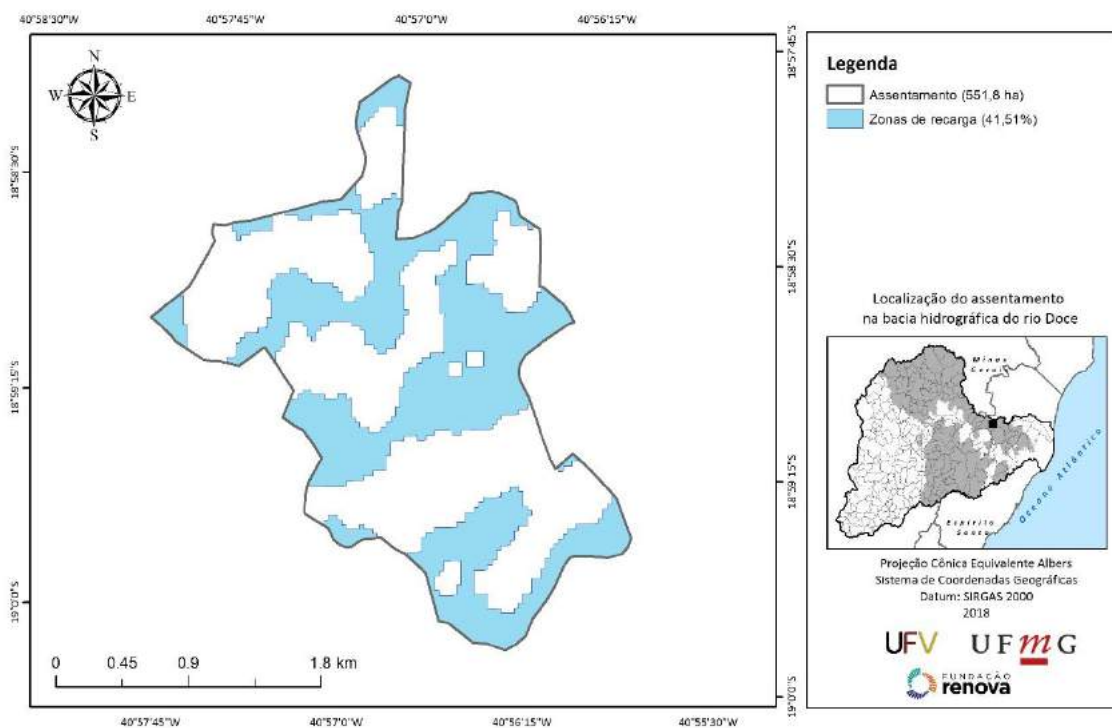 40°58'30"W 40°57'45"W 40°57'0"W 40°56'15"W
N
W E
S
18°58'30"S
18°59'15"S
19°0'0"S
18°57'45"S
18°58'30"S
18°59'15"S
19°0'0"S
0 0.45 0.9 1.8 km
40°57'45"W 40°57'0"W 40°56'15"W 40°55'30"W
Legenda
Assentamento (551,8 ha)
Zonas de recarga (41,51%)
Localização do assentamento
na bacia hidrográfica do rio Doce
Minas
Gerais
Espírito
Santo
Oceano Atlântico
Projeção Cônica Equivalente Albers
Sistema de Coordenadas Geográficas
Datum: SIRGAS 2000
2018
UFV UFmG
FUNDAÇÃO
renova